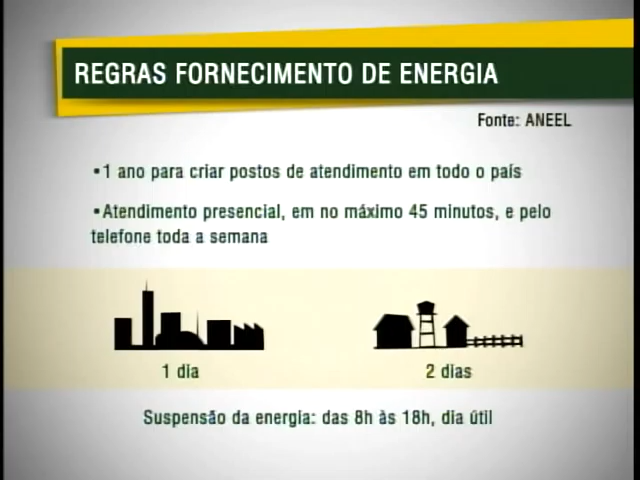 REGRAS FORNECIMENTO DE ENERGIA
Fonte: ANEEL
•1 ano para criar postos de atendimento em todo o país
•Atendimento presencial, em no máximo 45 minutos, e pelo
telefone toda a semana
1 dia
2 dias
Suspensão da energia: das 8h às 18h, dia útil